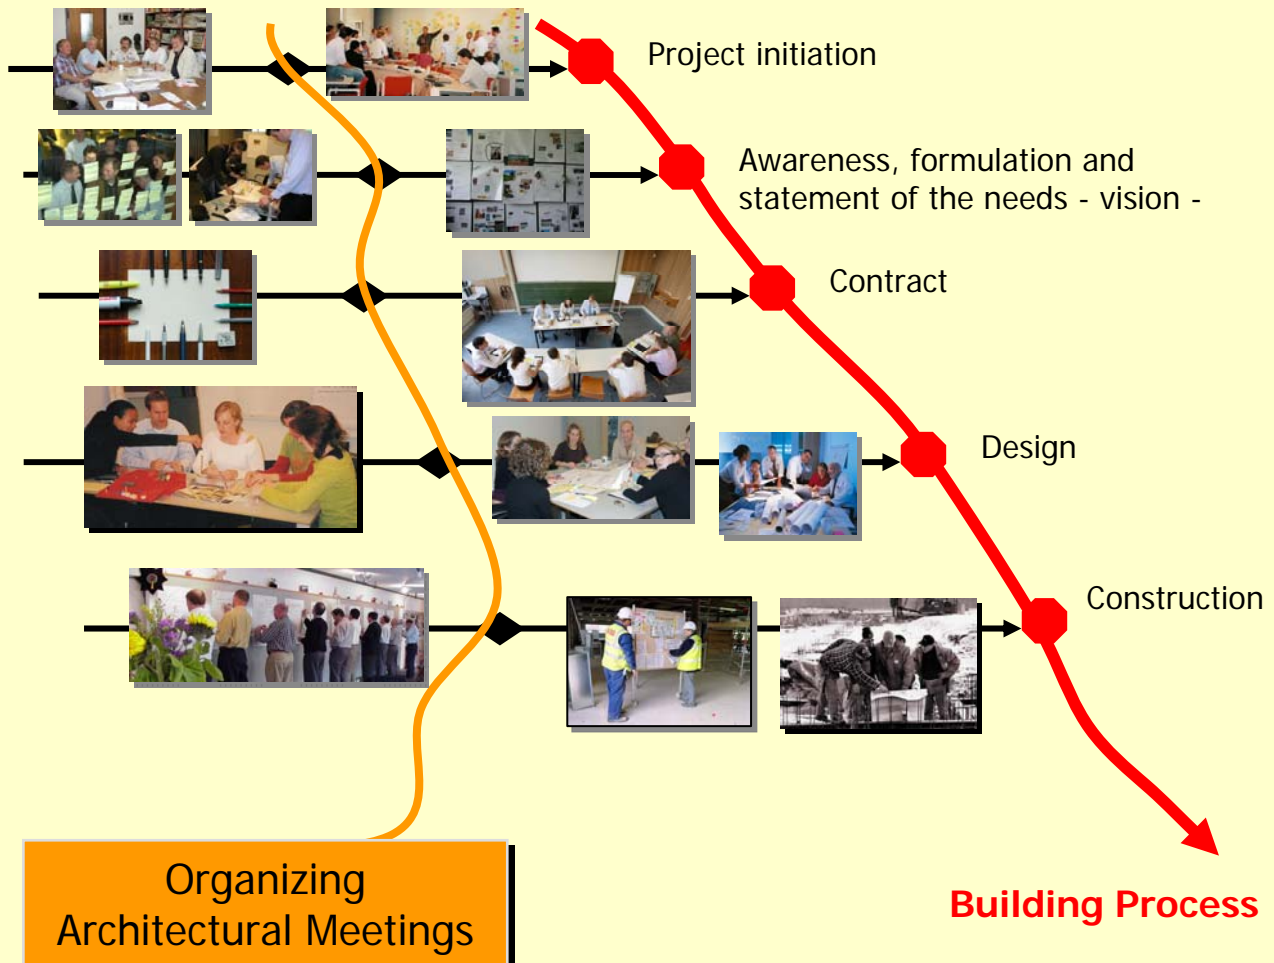 Project initiation
Awareness, formulation and
statement of the needs - vision -
Contract
Design
Construction
Organizing
Architectural Meetings
Building Process